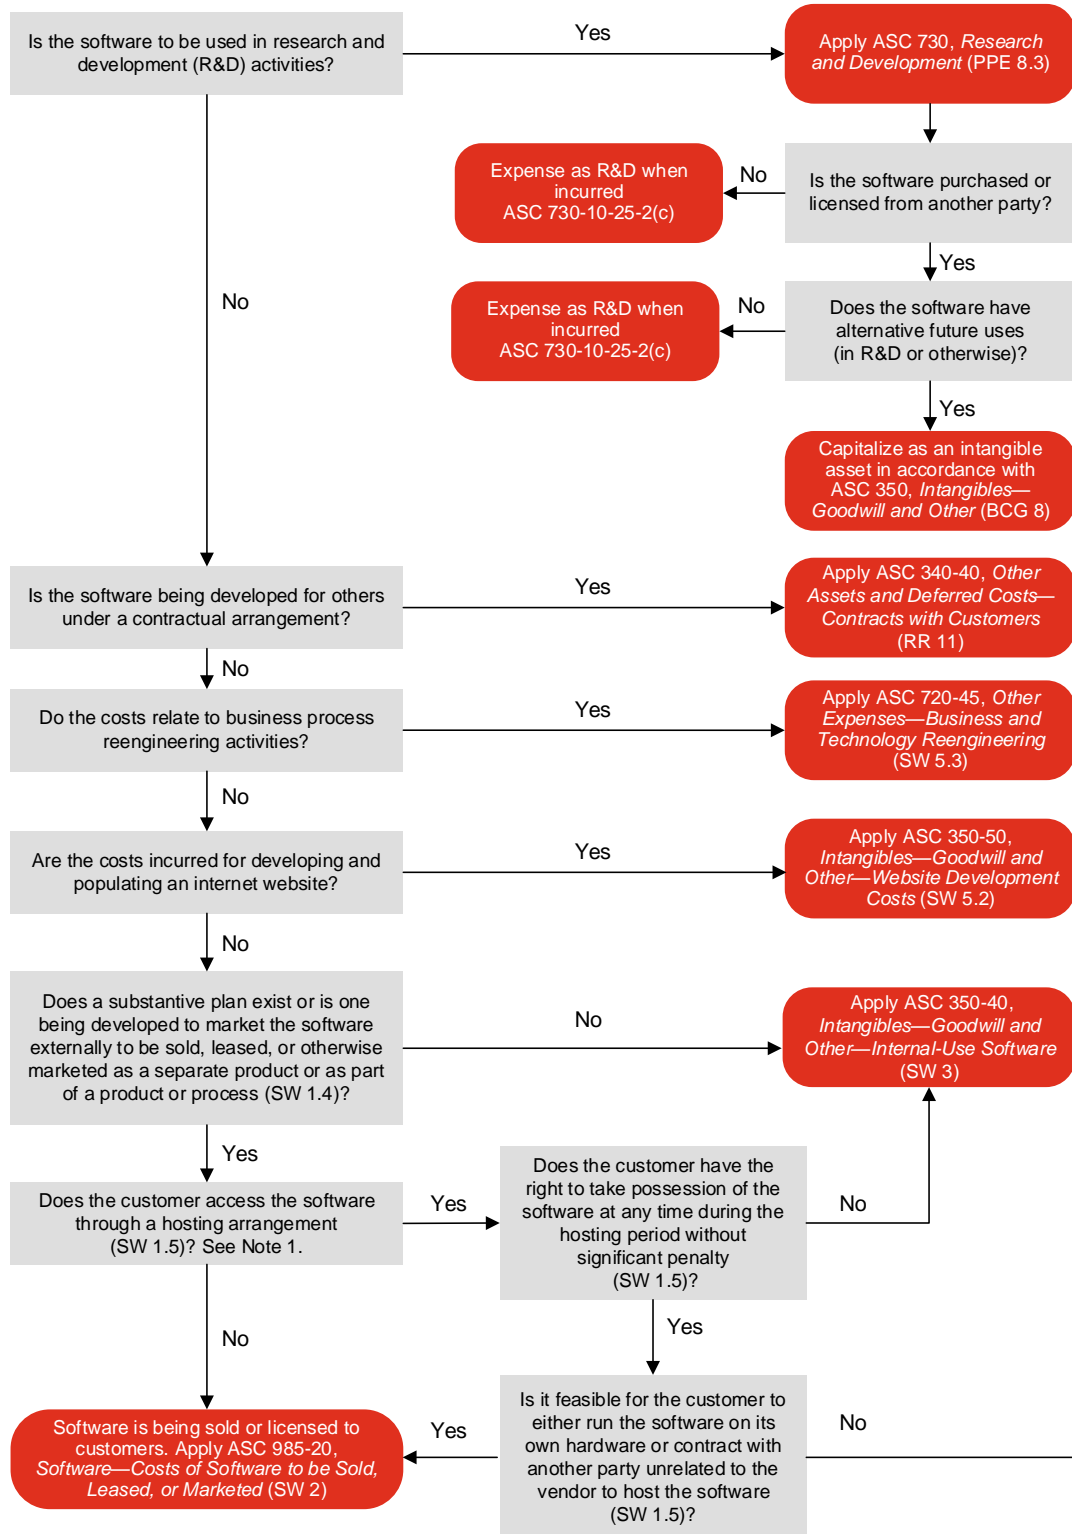 Is the software to be used in research and
development (R&D) activities?
Yes
Apply ASC 730, Research
and Development (PPE 8.3)
Expense as R&D when
incurred
ASC 730-10-25-2(c)
No
Is the software purchased or
licensed from another party?
Yes
No
Expense as R&D when
incurred
ASC 730-10-25-2(c)
No
Does the software have
alternative future uses
(in R&D or otherwise)?
Yes
Capitalize as an intangible
asset in accordance with
ASC 350, Intangibles—
Goodwill and Other (BCG 8)
Is the software being developed for others
under a contractual arrangement?
Yes
Apply ASC 340-40, Other
Assets and Deferred Costs—
Contracts with Customers
(RR 11)
No
Do the costs relate to business process
reengineering activities?
Yes
Apply ASC 720-45, Other
Expenses—Business and
Technology Reengineering
(SW 5.3)
No
Are the costs incurred for developing and
populating an internet website?
Yes
Apply ASC 350-50,
Intangibles—Goodwill and
Other—Website Development
Costs (SW 5.2)
No
Does a substantive plan exist or is one
being developed to market the software
externally to be sold, leased, or otherwise
marketed as a separate product or as part
of a product or process (SW 1.4)?
No
Apply ASC 350-40,
Intangibles—Goodwill and
Other—Internal-Use Software
(SW 3)
Yes
Does the customer access the software
through a hosting arrangement
(SW 1.5)? See Note 1.
Yes
Does the customer have the
right to take possession of the
software at any time during the
hosting period without
significant penalty
(SW 1.5)?
No
No
Yes
Software is being sold or licensed to
customers. Apply ASC 985-20,
Software—Costs of Software to be Sold,
Leased, or Marketed (SW 2)
Yes
Is it feasible for the customer to
either run the software on its
own hardware or contract with
another party unrelated to the
vendor to host the software
(SW 1.5)?
No